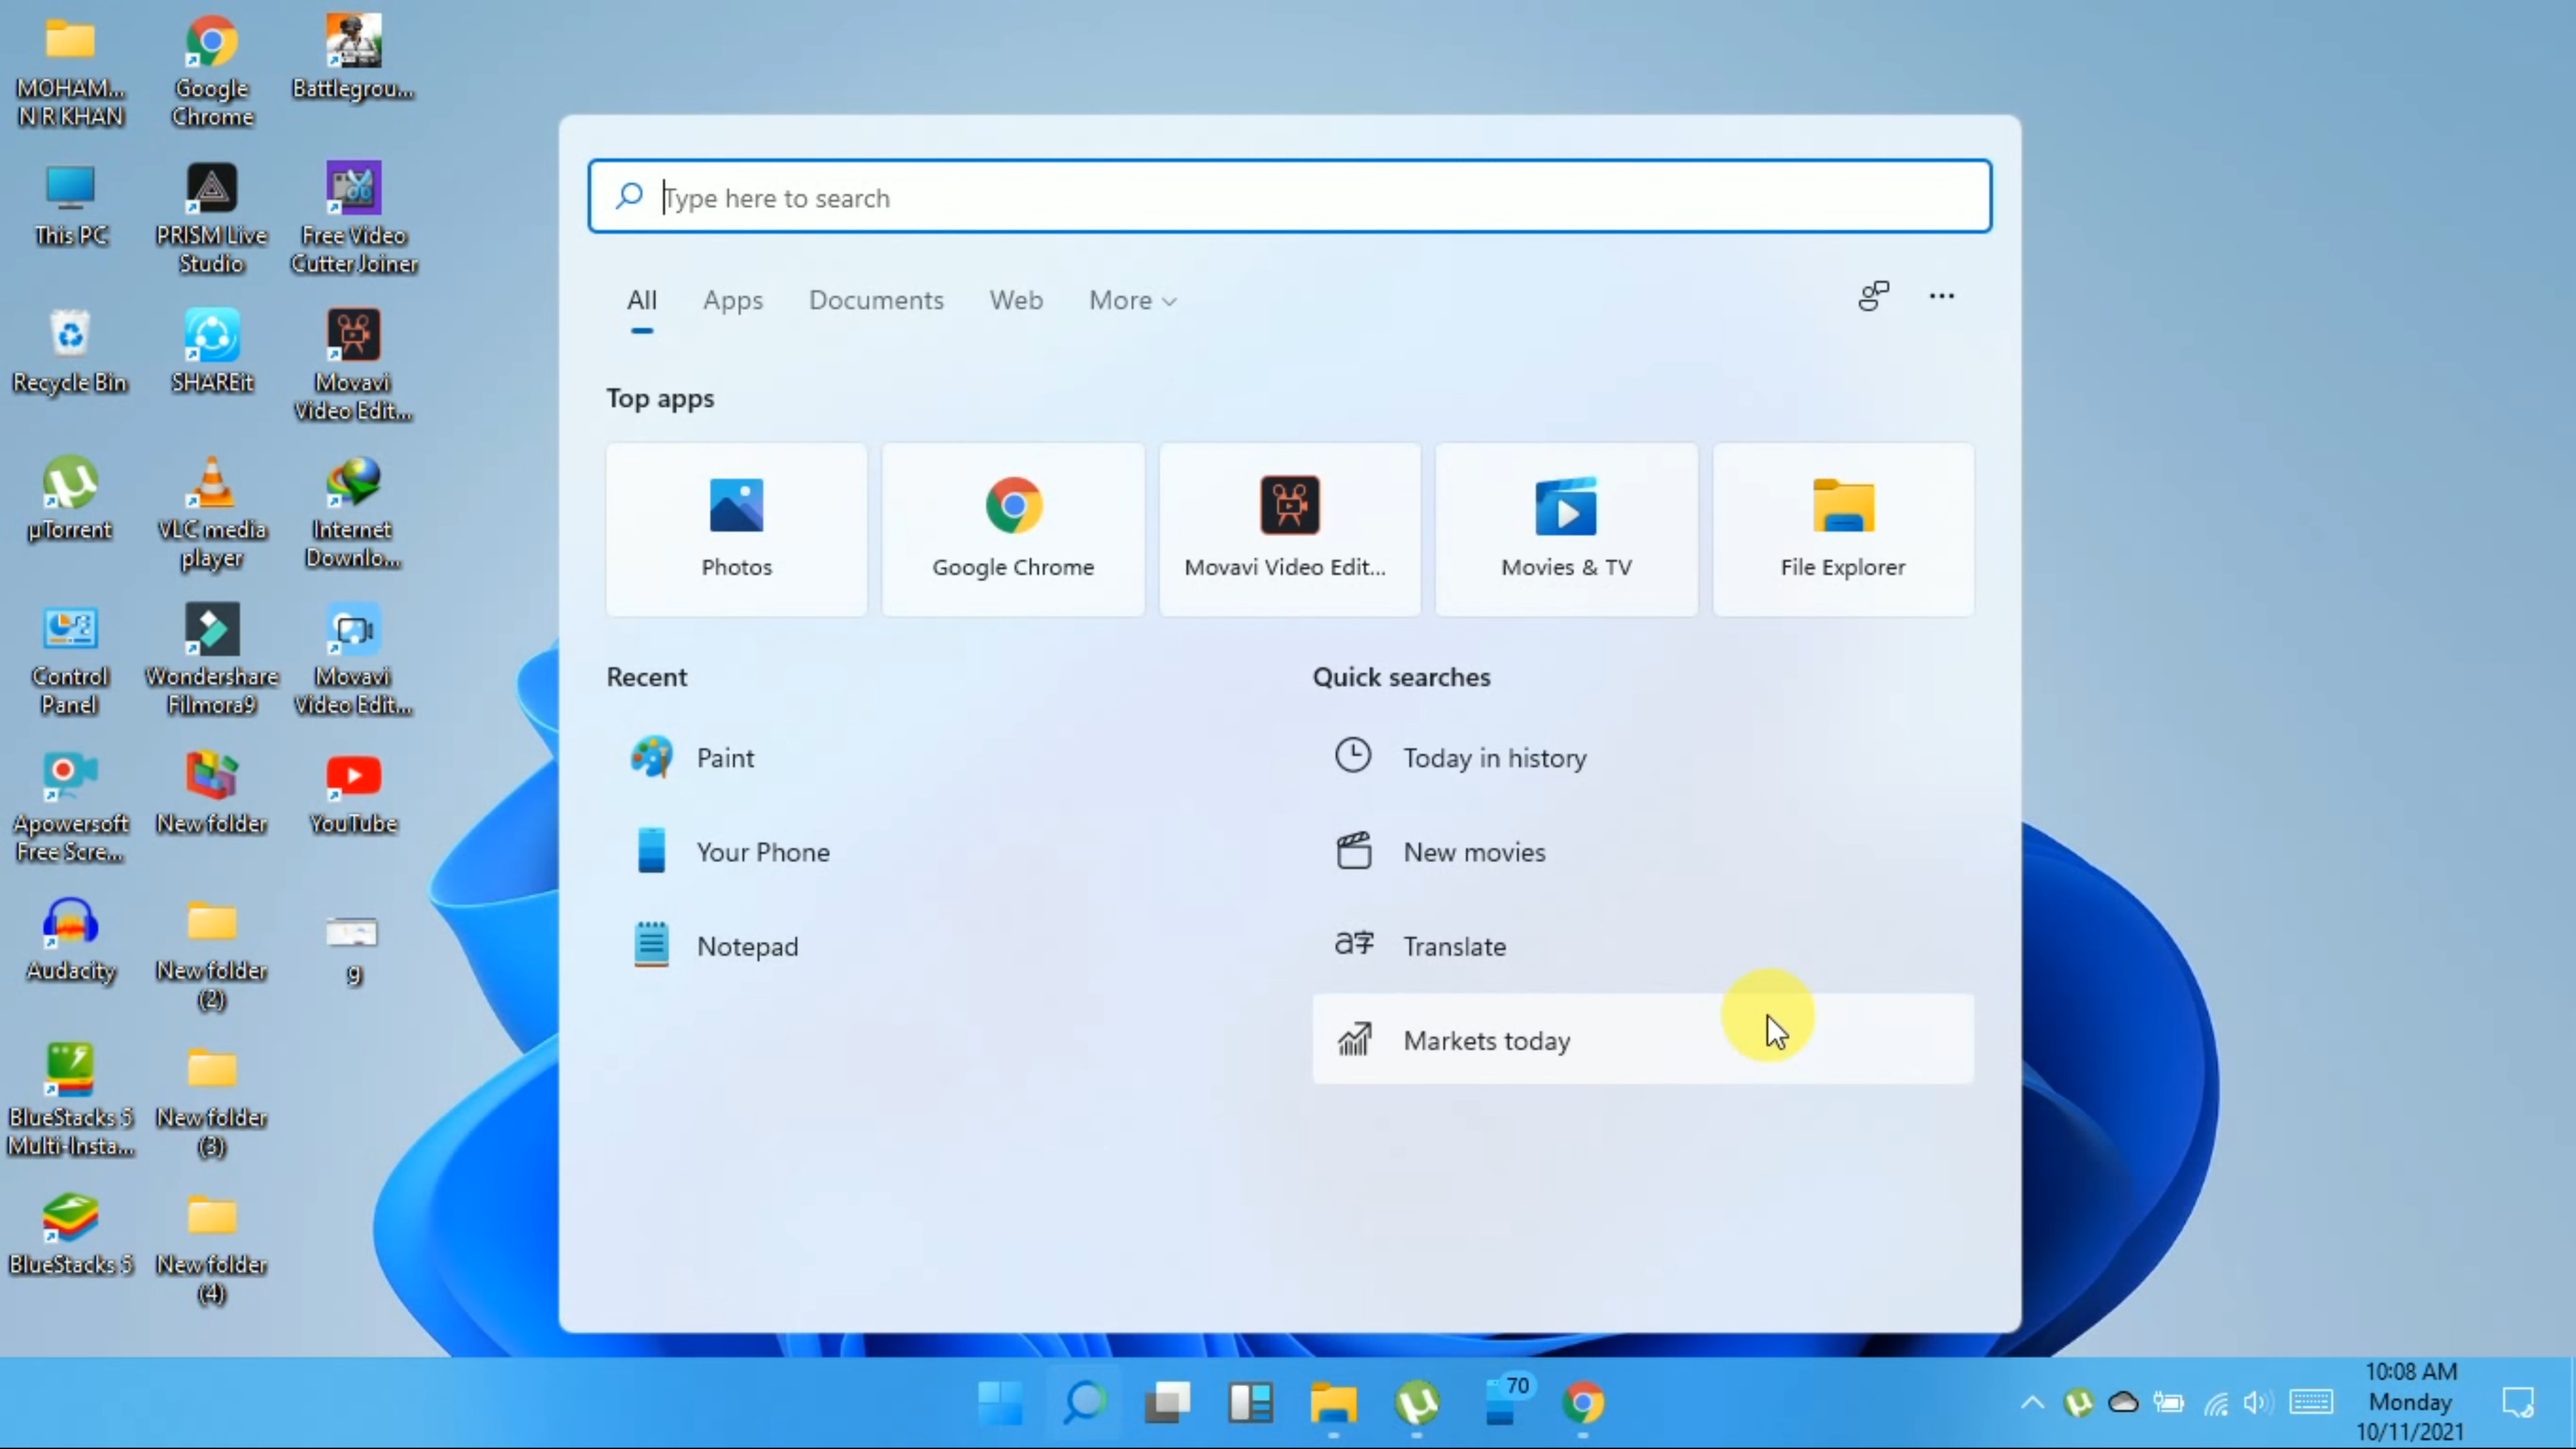 MOHAM...
N R KHAN
Google
Chrome
Battlegrou...
This PC
PRISM Live
Studio
Free Video
Cutter Joiner
Recycle Bin
SHAREit
Movavi
Video Edit...
µTorrent
VLC media
player
Internet
Downlo...
Control
Panel
Wondershare
Filmora9
Movavi
Video Edit...
Apowersoft
Free Scre...
New folder
YouTube
Audacity
New folder
(2)
g
BlueStacks 5
Multi-Insta...
New folder
(3)
BlueStacks 5
New folder
(4)
Type here to search
All
Apps
Documents
Web
More
Top apps
Photos
Google Chrome
Movavi Video Edit...
Movies & TV
File Explorer
Recent
Paint
Your Phone
Notepad
Quick searches
Today in history
New movies
Translate
Markets today
70
10:08 AM
Monday
10/11/2021